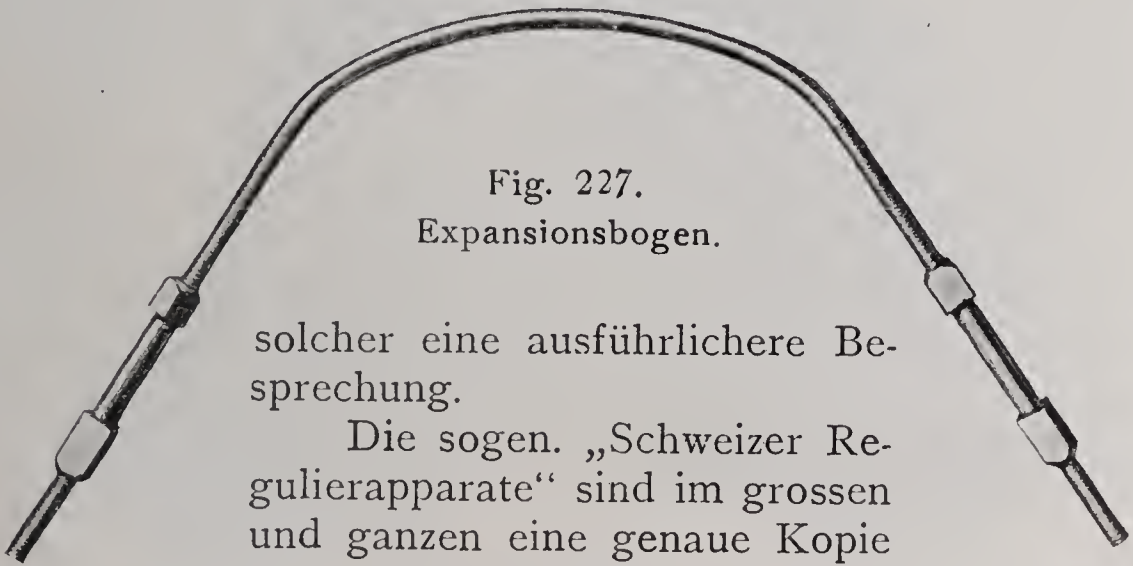 Fig. 227.
Expansionsbogen.
solcher eine ausführlichere Be-
sprechung.
Die sogen. „Schweizer Re-
gulierapparate“ sind im grossen
und ganzen eine genaue Kopie